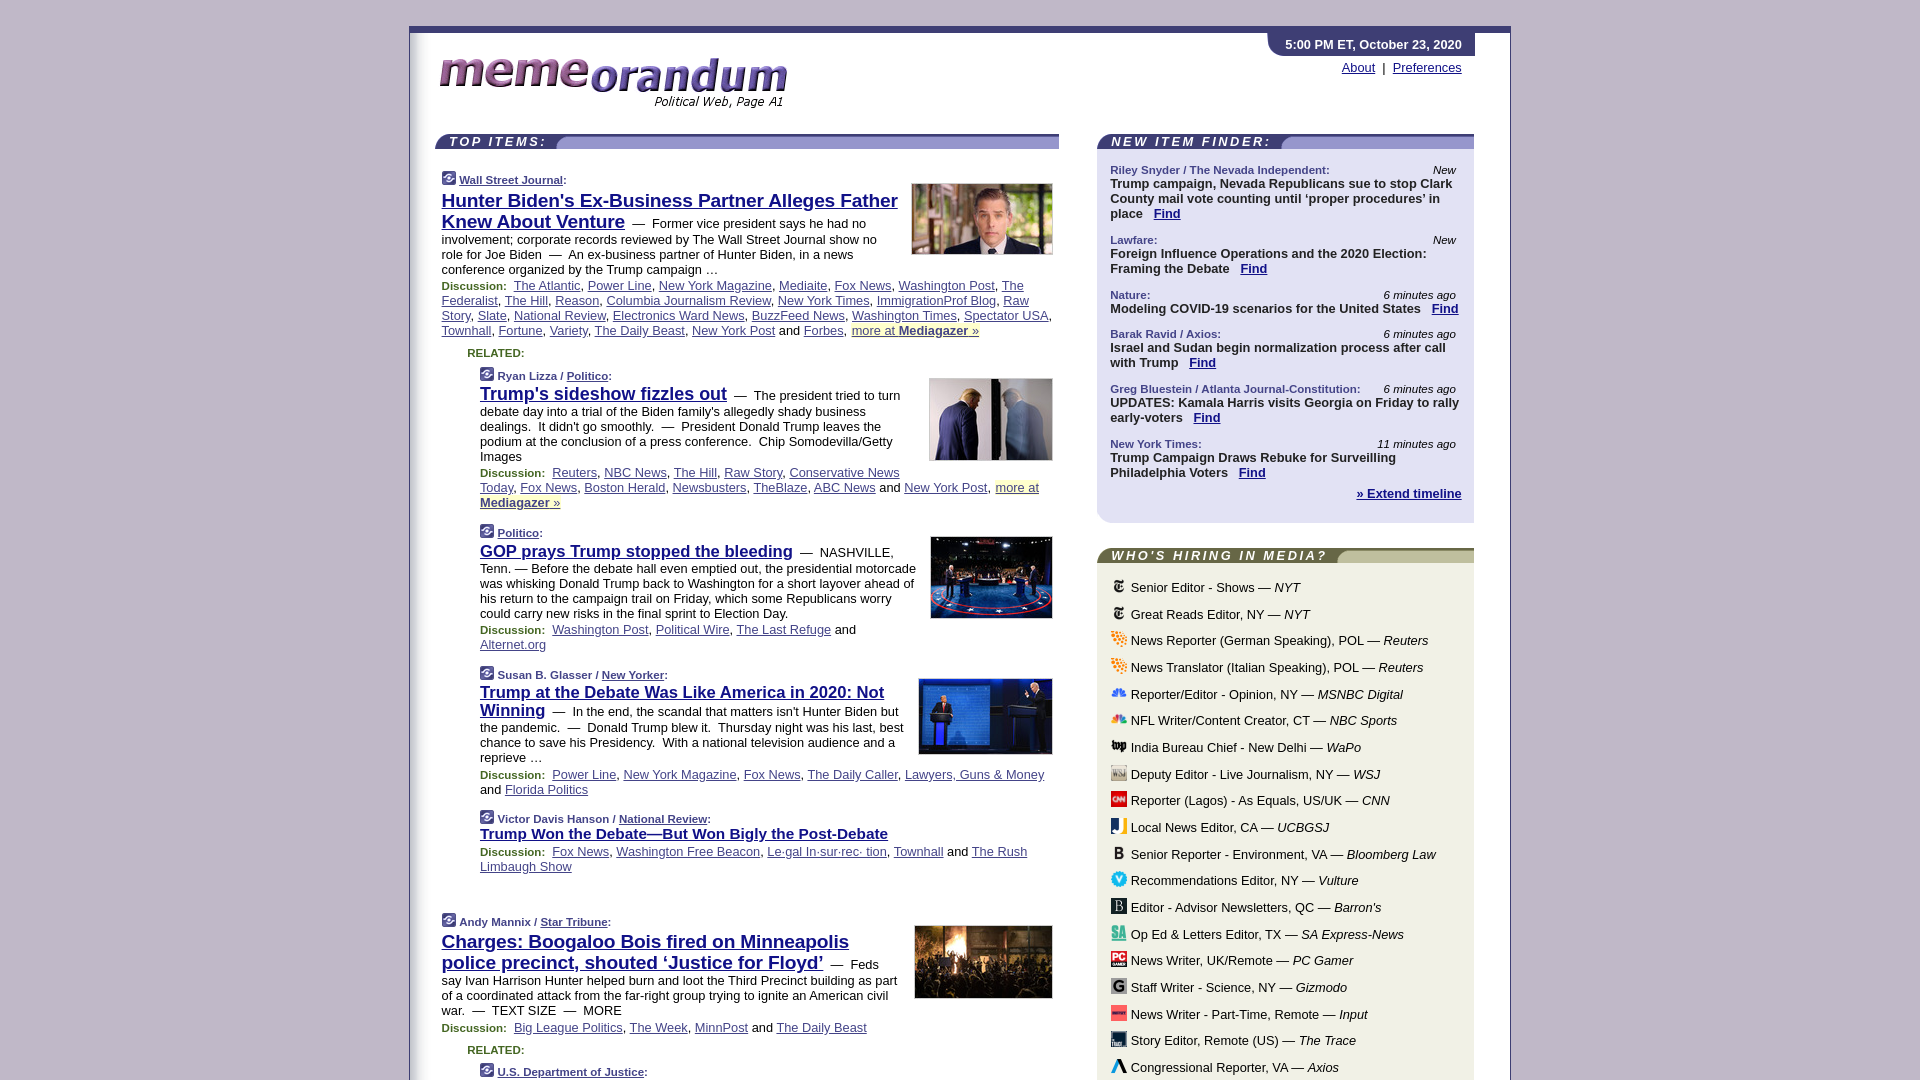 5:00 PM ET, October 23, 2020
memeorandum
About | Preferences
Political Web, Page A1
TOP ITEMS:
Wall Street Journal:
Hunter Biden's Ex-Business Partner Alleges Father
Knew About Venture — Former vice president says he had no
involvement; corporate records reviewed by The Wall Street Journal show no
role for Joe Biden — An ex-business partner of Hunter Biden, in a news
conference organized by the Trump campaign …
Discussion: The Atlantic, Power Line, New York Magazine, Mediaite, Fox News, Washington Post, The
Federalist, The Hill, Reason, Columbia Journalism Review, New York Times, ImmigrationProf Blog, Raw
Story, Slate, National Review, Electronics Ward News, BuzzFeed News, Washington Times, Spectator USA,
Townhall, Fortune, Variety, The Daily Beast, New York Post and Forbes, more at Mediagazer »
RELATED:
Ryan Lizza / Politico:
Trump's sideshow fizzles out — The president tried to turn
debate day into a trial of the Biden family's allegedly shady business
dealings. It didn't go smoothly. — President Donald Trump leaves the
podium at the conclusion of a press conference. Chip Somodevilla/Getty
Images
Discussion: Reuters, NBC News, The Hill, Raw Story, Conservative News
Today, Fox News, Boston Herald, Newsbusters, TheBlaze, ABC News and New York Post, more at
Mediagazer »
Politico:
GOP prays Trump stopped the bleeding — NASHVILLE,
Tenn. — Before the debate hall even emptied out, the presidential motorcade
was whisking Donald Trump back to Washington for a short layover ahead of
his return to the campaign trail on Friday, which some Republicans worry
could carry new risks in the final sprint to Election Day.
Discussion: Washington Post, Political Wire, The Last Refuge and
Alternet.org
Susan B. Glasser / New Yorker:
Trump at the Debate Was Like America in 2020: Not
Winning — In the end, the scandal that matters isn't Hunter Biden but
the pandemic. — Donald Trump blew it. Thursday night was his last, best
chance to save his Presidency. With a national television audience and a
reprieve …
Discussion: Power Line, New York Magazine, Fox News, The Daily Caller, Lawyers, Guns & Money
and Florida Politics
Victor Davis Hanson / National Review:
Trump Won the Debate—But Won Bigly the Post-Debate
Discussion: Fox News, Washington Free Beacon, Le·gal In·sur·rec· tion, Townhall and The Rush
Limbaugh Show
Andy Mannix / Star Tribune:
Charges: Boogaloo Bois fired on Minneapolis
police precinct, shouted ‘Justice for Floyd’ — Feds
say Ivan Harrison Hunter helped burn and loot the Third Precinct building as part
of a coordinated attack from the far-right group trying to ignite an American civil
war. — TEXT SIZE — MORE
Discussion: Big League Politics, The Week, MinnPost and The Daily Beast
RELATED:
U.S. Department of Justice:
NEW ITEM FINDER:
Riley Snyder / The Nevada Independent: New
Trump campaign, Nevada Republicans sue to stop Clark
County mail vote counting until ‘proper procedures’ in
place Find
Lawfare: New
Foreign Influence Operations and the 2020 Election:
Framing the Debate Find
Nature: 6 minutes ago
Modeling COVID-19 scenarios for the United States Find
Barak Ravid / Axios: 6 minutes ago
Israel and Sudan begin normalization process after call
with Trump Find
Greg Bluestein / Atlanta Journal-Constitution: 6 minutes ago
UPDATES: Kamala Harris visits Georgia on Friday to rally
early-voters Find
New York Times: 11 minutes ago
Trump Campaign Draws Rebuke for Surveilling
Philadelphia Voters Find
» Extend timeline
WHO'S HIRING IN MEDIA?
Senior Editor - Shows — NYT
Great Reads Editor, NY — NYT
News Reporter (German Speaking), POL — Reuters
News Translator (Italian Speaking), POL — Reuters
Reporter/Editor - Opinion, NY — MSNBC Digital
NFL Writer/Content Creator, CT — NBC Sports
India Bureau Chief - New Delhi — WaPo
Deputy Editor - Live Journalism, NY — WSJ
Reporter (Lagos) - As Equals, US/UK — CNN
Local News Editor, CA — UCBGSJ
Senior Reporter - Environment, VA — Bloomberg Law
Recommendations Editor, NY — Vulture
Editor - Advisor Newsletters, QC — Barron's
Op Ed & Letters Editor, TX — SA Express-News
News Writer, UK/Remote — PC Gamer
Staff Writer - Science, NY — Gizmodo
News Writer - Part-Time, Remote — Input
Story Editor, Remote (US) — The Trace
Congressional Reporter, VA — Axios